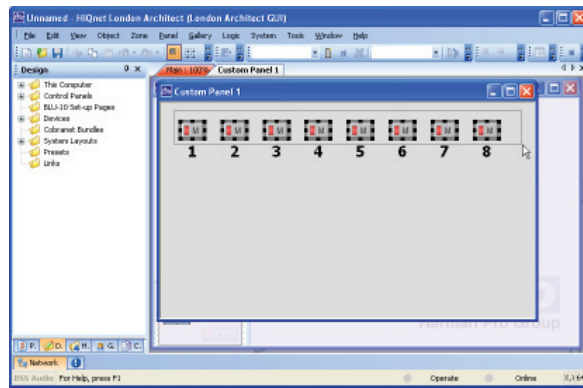 Unnamed - HiQnet London Architect (London Architect GUI)
File Edit View Object Zone Panel Gallery Logic System Tools Window Help
Design
Main : 100% Custom Panel 1
This Computer
Control Panels
BLU-10 Set-up Pages
Devices
Cobranet Bundles
System Layouts
Presets
Links
Custom Panel 1
M M M M M M M M
1 2 3 4 5 6 7 8
Harman Pro Group
P. D. H. G. C.
Network
BSS Audio For Help, press F1
Operate Online